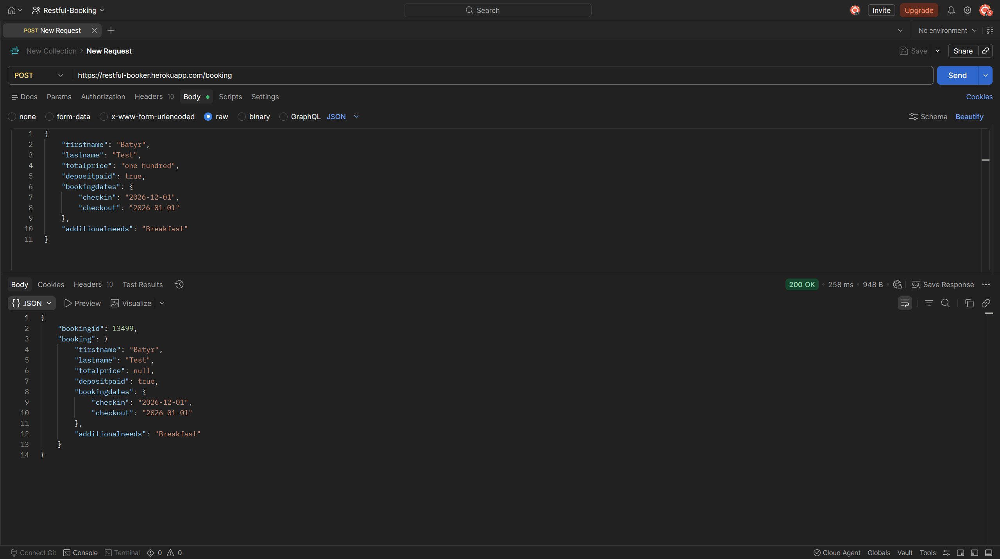 Restful-Booking
Search
Invite
Upgrade
POST New Request
No environment
HTTP New Collection > New Request
Save
Share
POST
https://restful-booker.herokuapp.com/booking
Send
Docs Params Authorization Headers 10 Body Scripts Settings
Cookies
none form-data x-www-form-urlencoded raw binary GraphQL JSON
Schema Beautify
1 {
2 "firstname": "Batyr",
3 "lastname": "Test",
4 "totalprice": "one hundred",
5 "depositpaid": true,
6 "bookingdates": {
7 "checkin": "2026-12-01",
8 "checkout": "2026-01-01"
9 },
10 "additionalneeds": "Breakfast"
11 }
Body Cookies Headers 10 Test Results
200 OK • 258 ms • 948 B • e.g. Save Response
{} JSON Preview Visualize
1 {
2 "bookingid": 13499,
3 "booking": {
4 "firstname": "Batyr",
5 "lastname": "Test",
6 "totalprice": null,
7 "depositpaid": true,
8 "bookingdates": {
9 "checkin": "2026-12-01",
10 "checkout": "2026-01-01"
11 },
12 "additionalneeds": "Breakfast"
13 }
14 }
Connect Git Console Terminal 0 0
Cloud Agent Globals Vault Tools